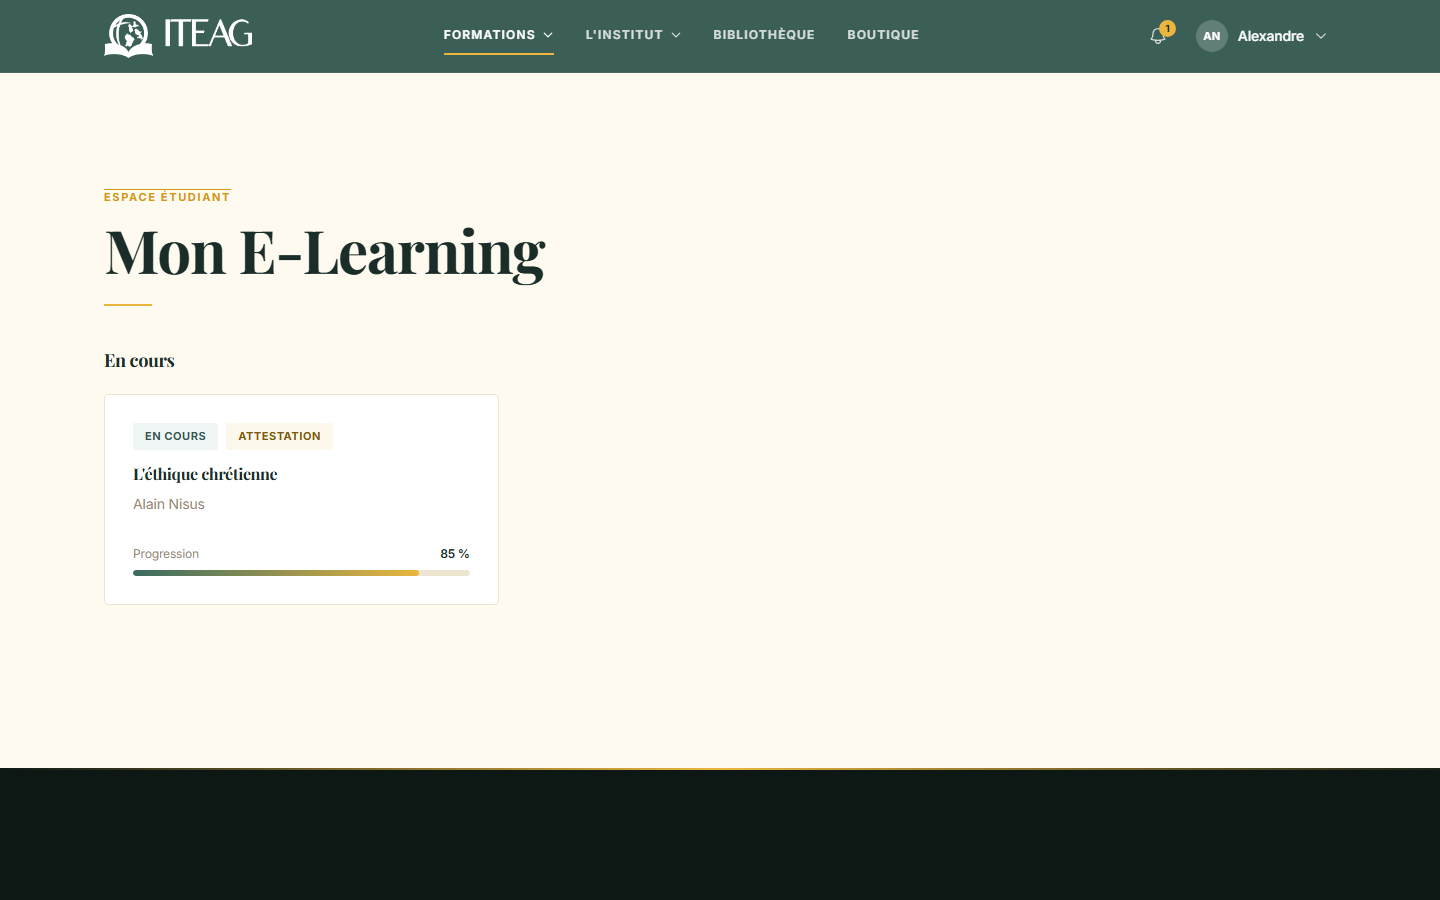 ITEAG
FORMATIONS
L'INSTITUT
BIBLIOTHÈQUE
BOUTIQUE
1
AN
Alexandre
ESPACE ÉTUDIANT
Mon E-Learning
En cours
EN COURS
ATTESTATION
L'éthique chrétienne
Alain Nisus
Progression
85 %